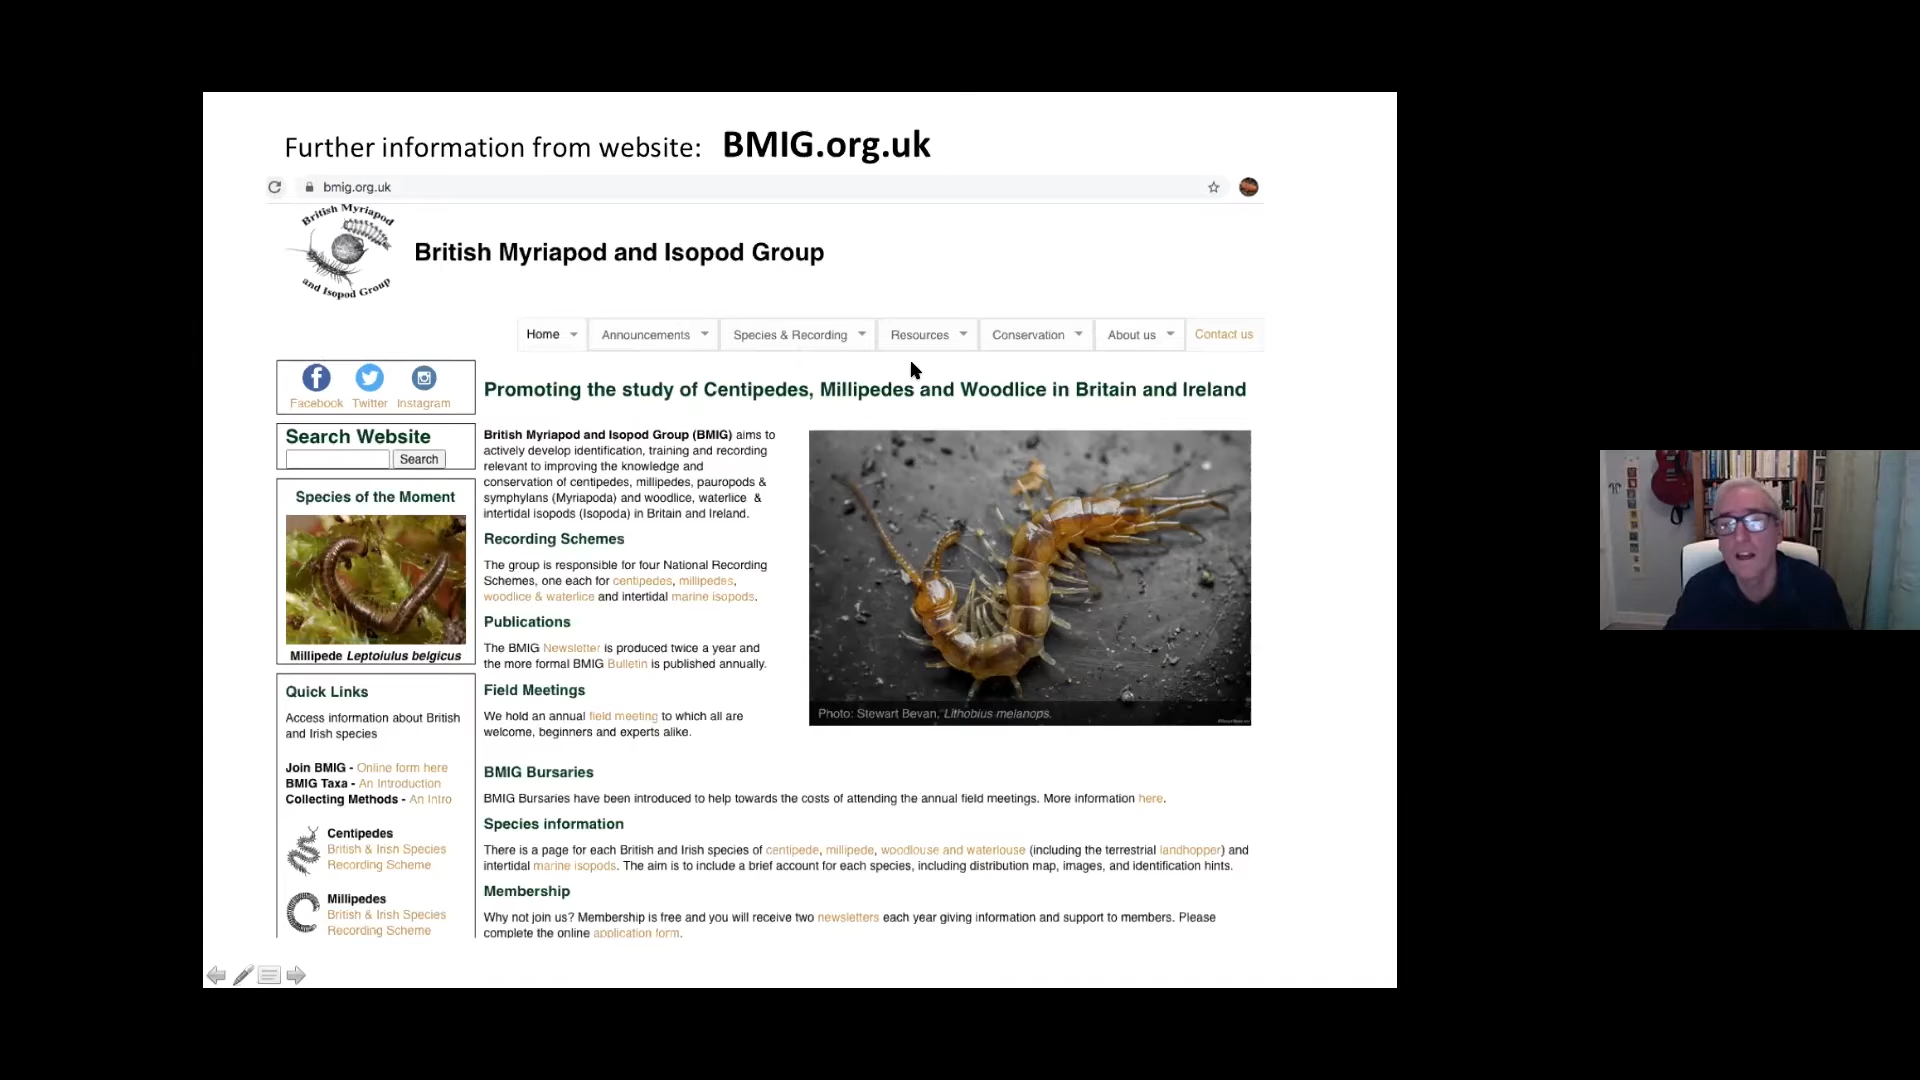 Further information from website: BMIG.org.uk
bmig.org.uk
British Myriapod
and Isopod Group
British Myriapod and Isopod Group
Home
Announcements
Species & Recording
Resources
Conservation
About us
Contact us
Facebook Twitter Instagram
Search Website
Search
Species of the Moment
Millipede Leptoiulus belgicus
Quick Links
Access information about British
and Irish species
Join BMIG - Online form here
BMIG Taxa - An Introduction
Collecting Methods - An Intro
Centipedes
British & Irish Species
Recording Scheme
Millipedes
British & Irish Species
Recording Scheme
Promoting the study of Centipedes, Millipedes and Woodlice in Britain and Ireland
British Myriapod and Isopod Group (BMIG) aims to
actively develop identification, training and recording
relevant to improving the knowledge and
conservation of centipedes, millipedes, pauropods &
symphylans (Myriapoda) and woodlice, waterlice &
intertidal isopods (Isopoda) in Britain and Ireland.
Recording Schemes
The group is responsible for four National Recording
Schemes, one each for centipedes, millipedes,
woodlice & waterlice and intertidal marine isopods.
Publications
The BMIG Newsletter is produced twice a year and
the more formal BMIG Bulletin is published annually.
Field Meetings
We hold an annual field meeting to which all are
welcome, beginners and experts alike.
Photo: Stewart Bevan, Lithobius melanops.
BMIG Bursaries
BMIG Bursaries have been introduced to help towards the costs of attending the annual field meetings. More information here.
Species information
There is a page for each British and Irish species of centipede, millipede, woodlouse and waterlouse (including the terrestrial landhopper) and
intertidal marine isopods. The aim is to include a brief account for each species, including distribution map, images, and identification hints.
Membership
Why not join us? Membership is free and you will receive two newsletters each year giving information and support to members. Please
complete the online application form.